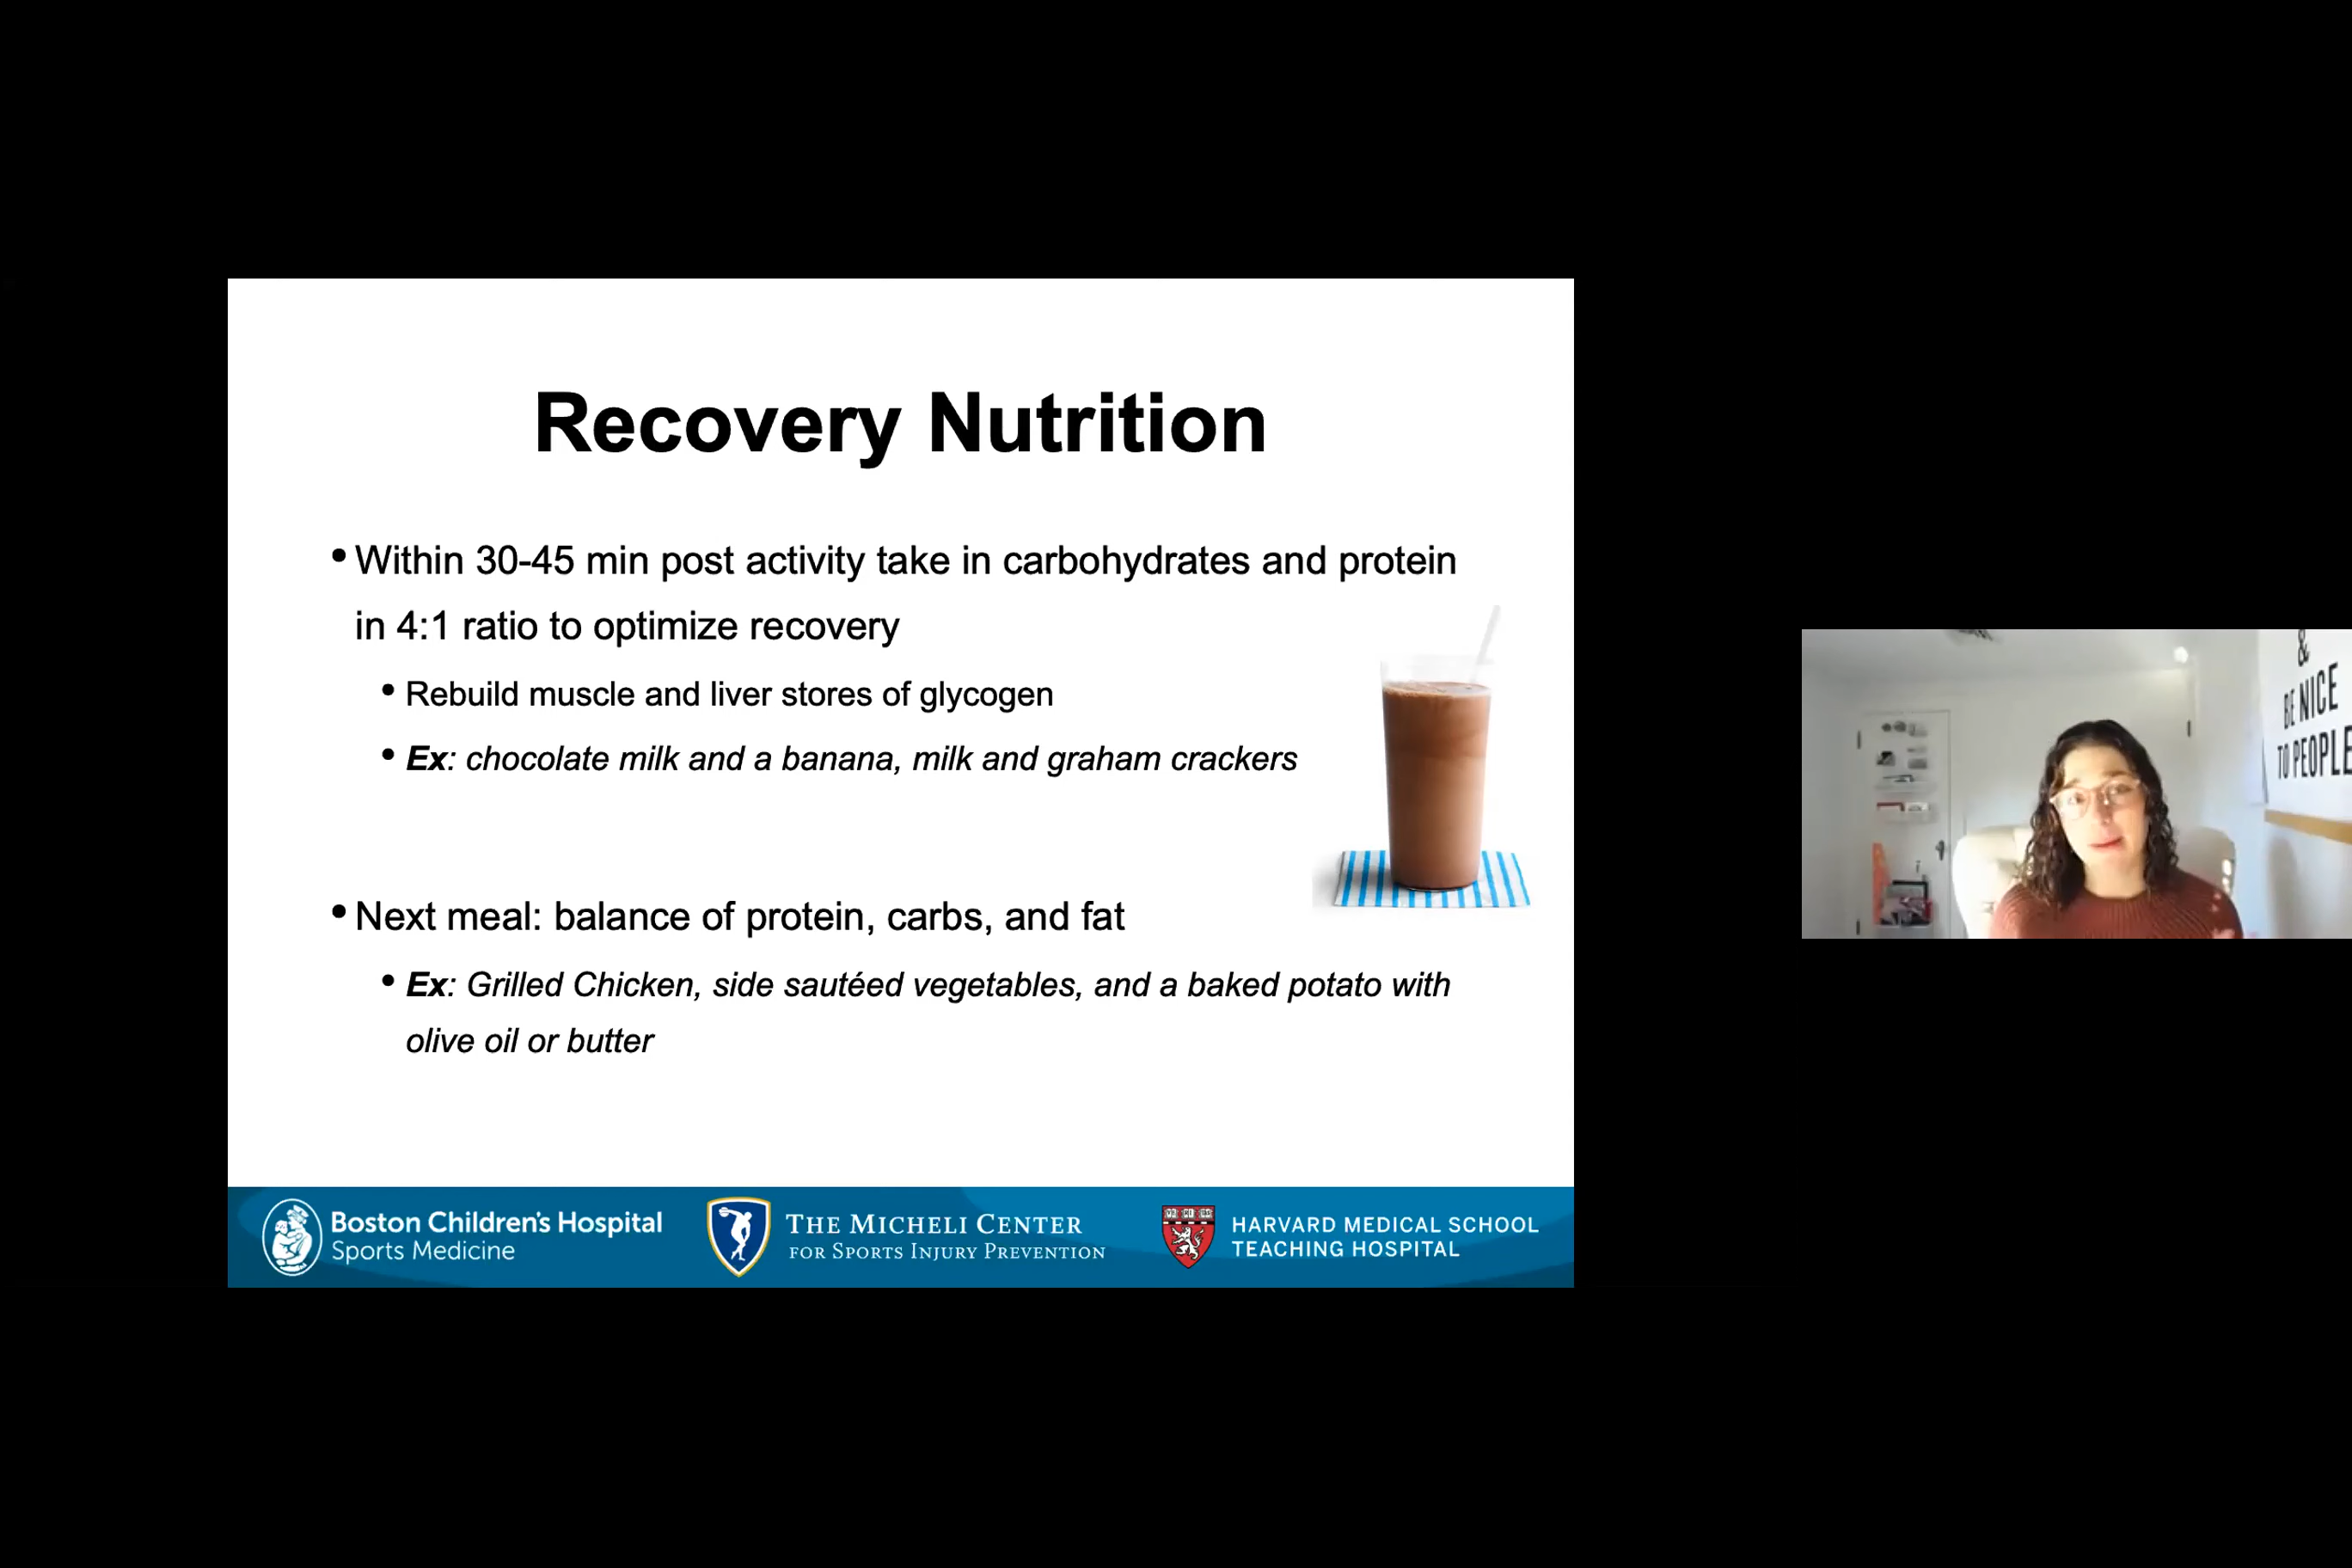 Recovery Nutrition
• Within 30-45 min post activity take in carbohydrates and protein
in 4:1 ratio to optimize recovery
• Rebuild muscle and liver stores of glycogen
• Ex: chocolate milk and a banana, milk and graham crackers
• Next meal: balance of protein, carbs, and fat
• Ex: Grilled Chicken, side sautéed vegetables, and a baked potato with
olive oil or butter
Boston Children's Hospital
Sports Medicine
THE MICHELI CENTER
FOR SPORTS INJURY PREVENTION
HARVARD MEDICAL SCHOOL
TEACHING HOSPITAL
&
BE NICE
TO PEOPLE